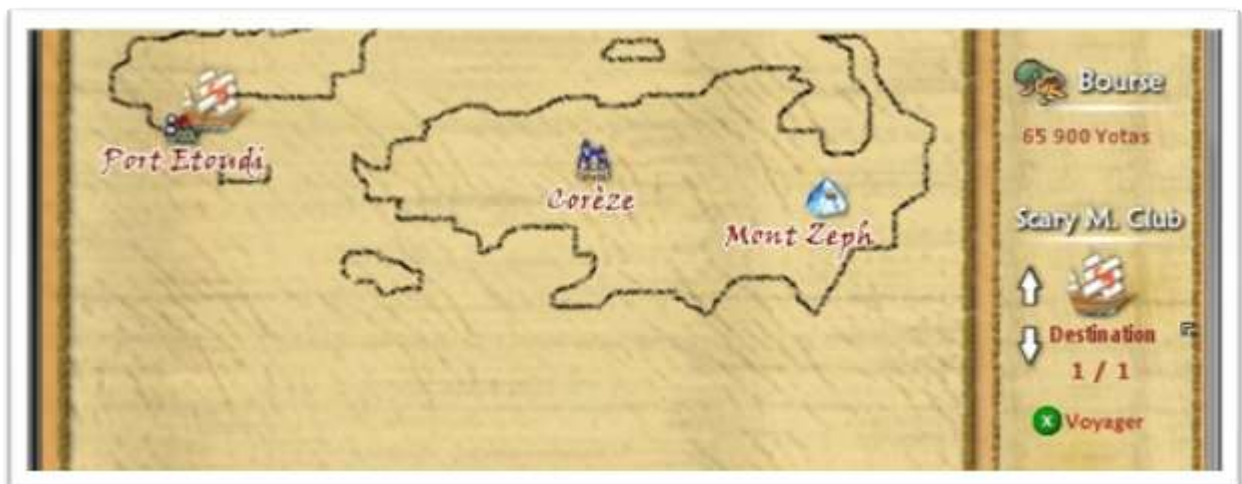 Port Etoudi
Corèze
Mont Zeph
Bourse
65 900 Yotas
Scary M. Club
Destination
1 / 1
X Voyager